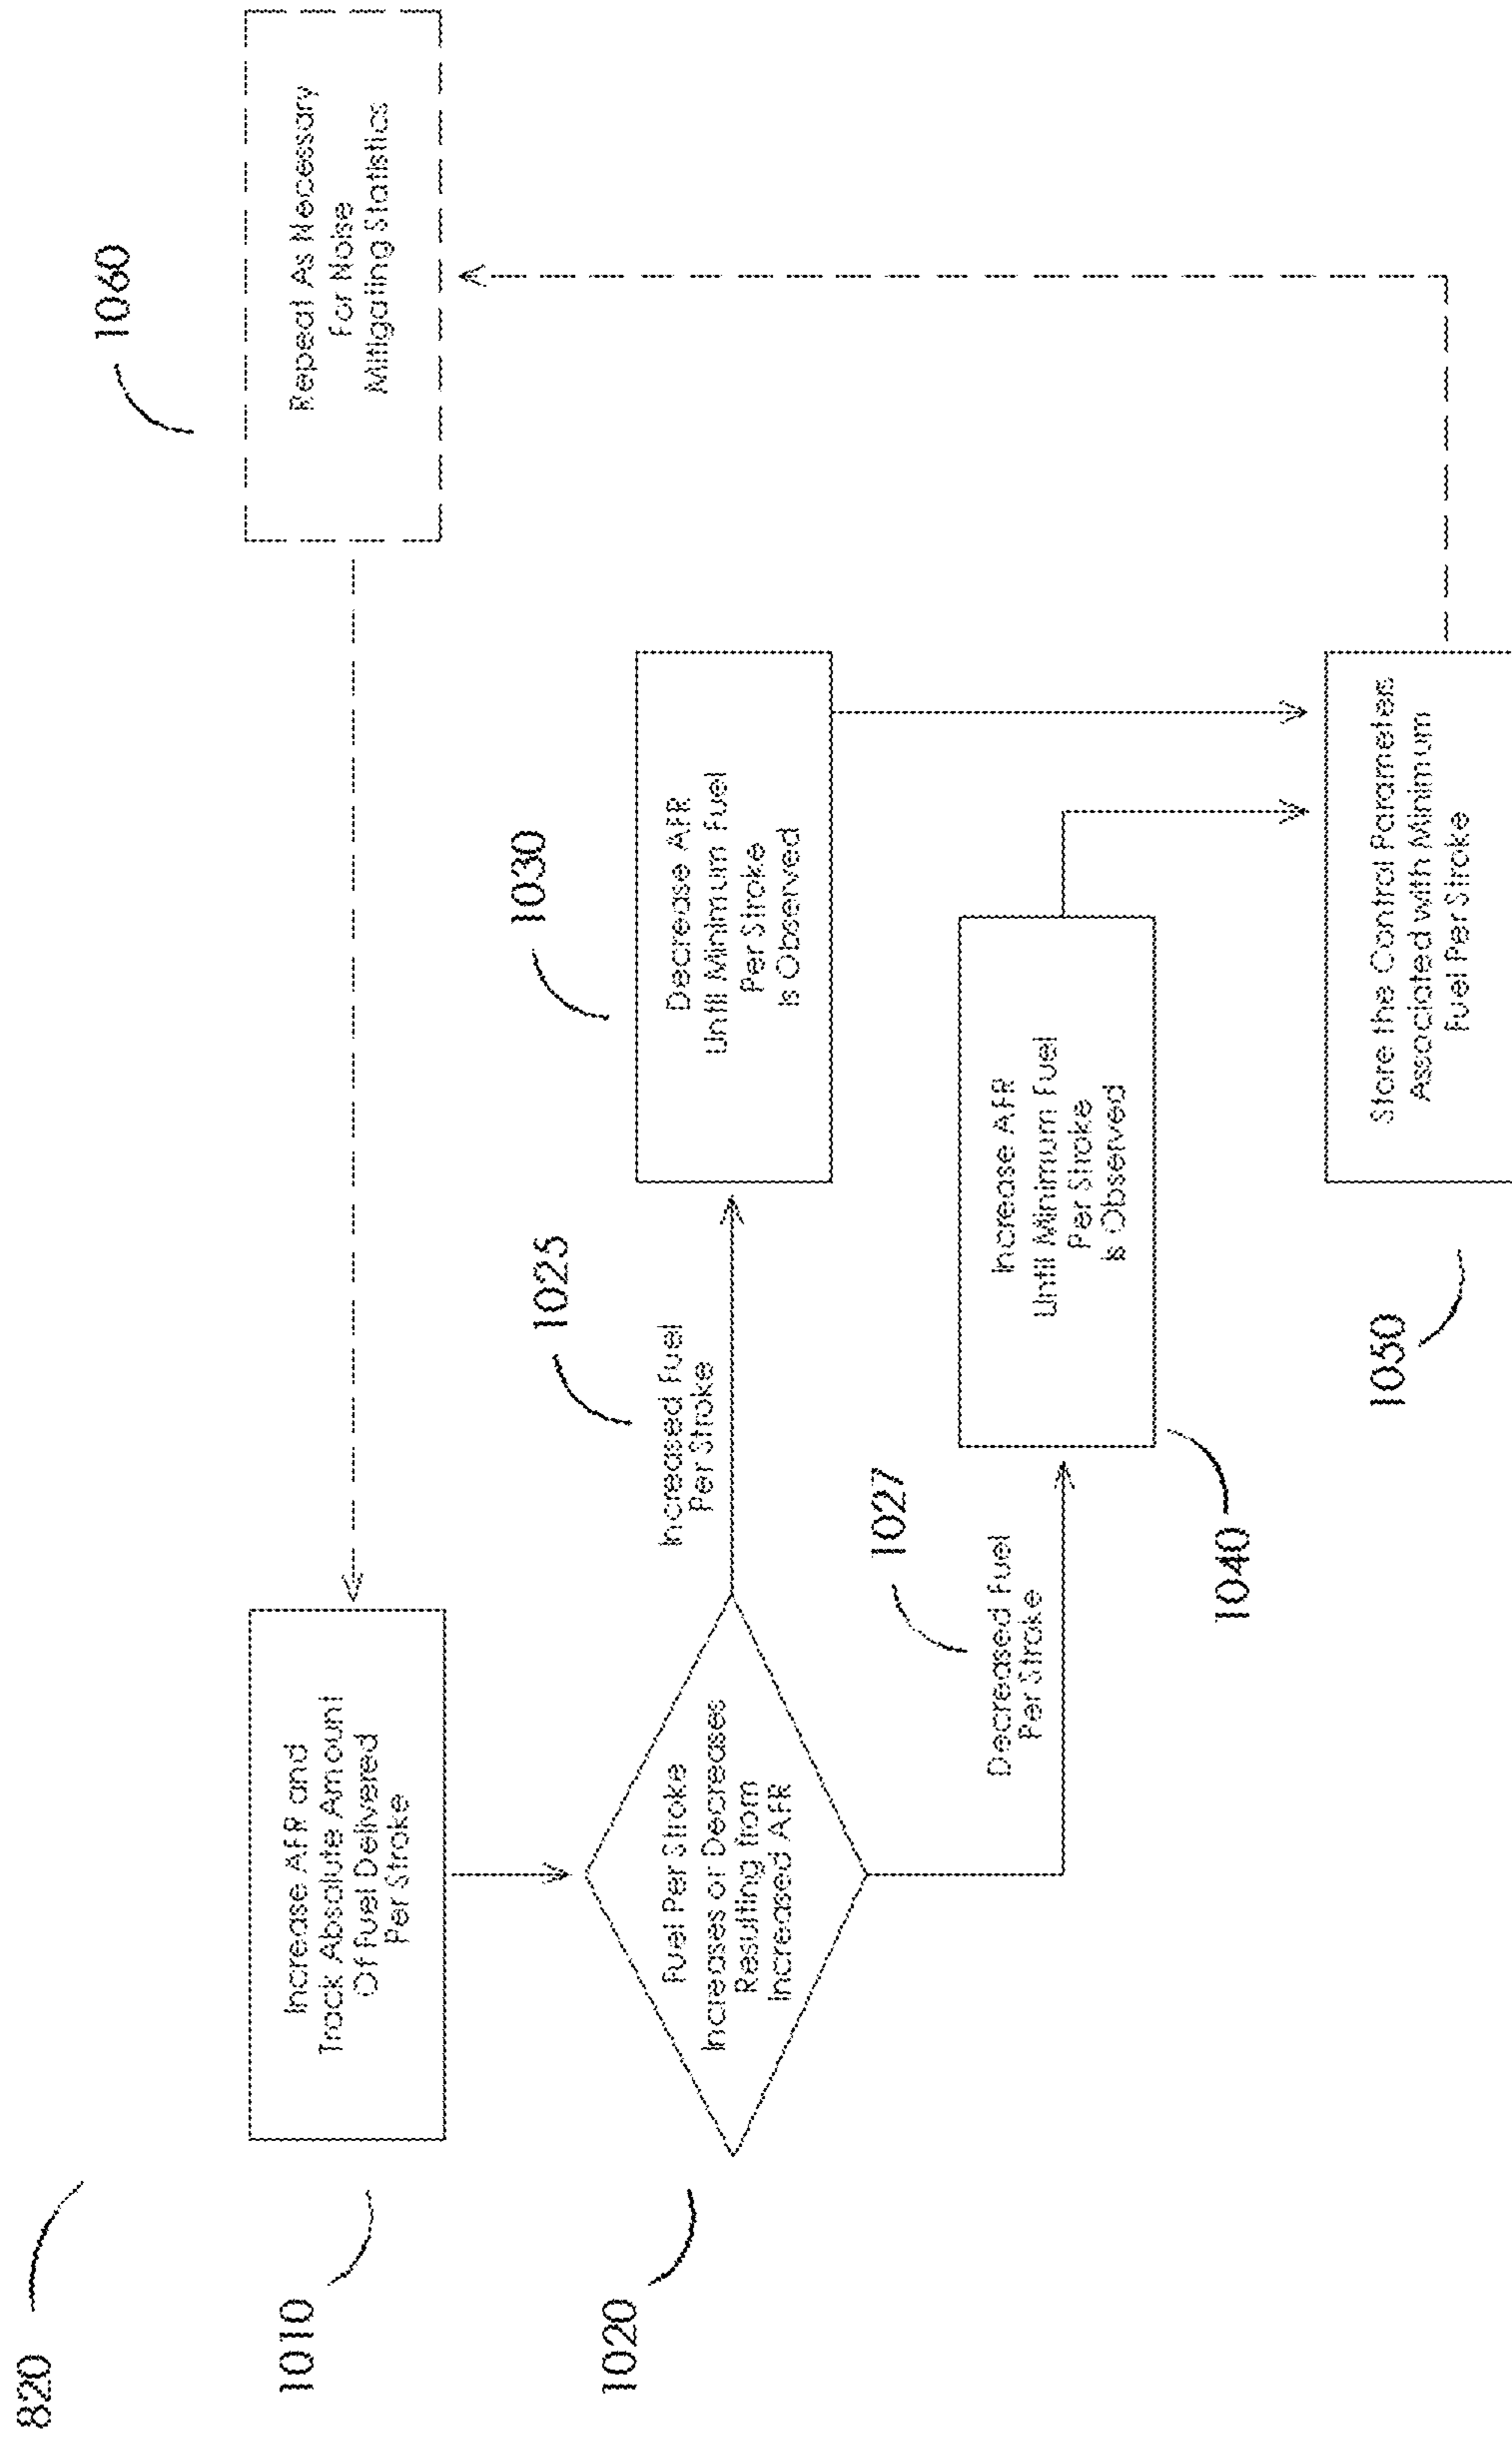 820
1010
Increase AFR and
Track Absolute Amount
Of Fuel Delivered
Per Stroke
1060
Repeat As Necessary
For Noise
Mitigating Statistics
1020
Fuel Per Stroke
Increases or Decreases
Resulting from
Increased AFR
1025
Increased Fuel
Per Stroke
1030
Decrease AFR
Until Minimum Fuel
Per Stroke
Is Observed
1027
Decreased Fuel
Per Stroke
1040
Increase AFR
Until Minimum Fuel
Per Stroke
Is Observed
1050
Store the Control Parameters
Associated with Minimum
Fuel Per Stroke